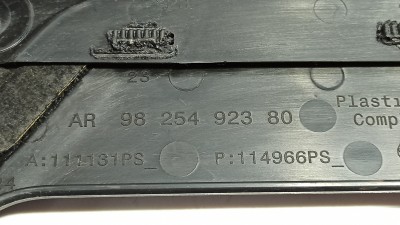 23
AR 98 254 923 80
Plasti
Comp
A:111131PS_
P:114966PS_